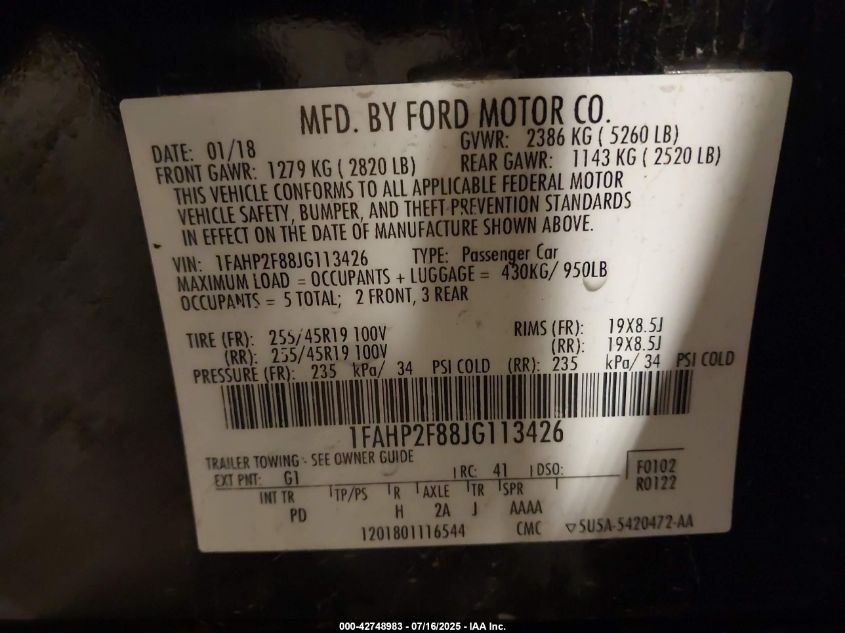 MFD. BY FORD MOTOR CO.
DATE: 01/18 GVWR: 2386 KG ( 5260 LB)
FRONT GAWR: 1279 KG ( 2820 LB) REAR GAWR: 1143 KG ( 2520 LB)
THIS VEHICLE CONFORMS TO ALL APPLICABLE FEDERAL MOTOR
VEHICLE SAFETY, BUMPER, AND THEFT PREVENTION STANDARDS
IN EFFECT ON THE DATE OF MANUFACTURE SHOWN ABOVE.
VIN: 1FAHP2F88JG113426 TYPE: Passenger Car
MAXIMUM LOAD = OCCUPANTS + LUGGAGE = 430KG/ 950LB
OCCUPANTS = 5 TOTAL; 2 FRONT, 3 REAR
TIRE (FR): 255/45R19 100V RIMS (FR): 19X8.5J
(RR): 255/45R19 100V (RR): 19X8.5J
PRESSURE (FR): 235 kPa/ 34 PSI COLD (RR): 235 kPa/ 34 PSI COLD
1FAHP2F88JG113426
TRAILER TOWING - SEE OWNER GUIDE
EXT PNT: G1 RC: 41 DSO: F0102
R0122
INT TR TP/PS R AXLE TR SPR
PD H 2A J AAAA
1201801116544 CMC ▽5U5A-5420472-AA
000-42748983 - 07/16/2025 - IAA Inc.